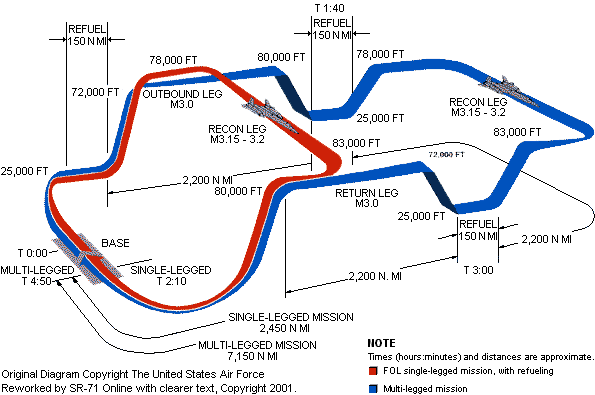 T 1:40
REFUEL
150 N MI
REFUEL
150 N MI
78,000 FT
80,000 FT
78,000 FT
72,000 FT
OUTBOUND LEG
M3.0
RECON LEG
M3.15 - 3.2
RECON LEG
M3.15 - 3.2
25,000 FT
83,000 FT
83,000 FT
72,000 FT
25,000 FT
2,200 N MI
80,000 FT
RETURN LEG
M3.0
25,000 FT
REFUEL
150 N MI
2,200 N MI
T 0:00
BASE
MULTI-LEGGED
T 4:50
SINGLE-LEGGED
T 2:10
2,200 N. MI
T 3:00
SINGLE-LEGGED MISSION
2,450 N MI
MULTI-LEGGED MISSION
7,150 N MI
NOTE
Times (hours:minutes) and distances are approximate.
FOL single-legged mission, with refueling
Multi-legged mission
Original Diagram Copyright The United States Air Force
Reworked by SR-71 Online with clearer text, Copyright 2001.